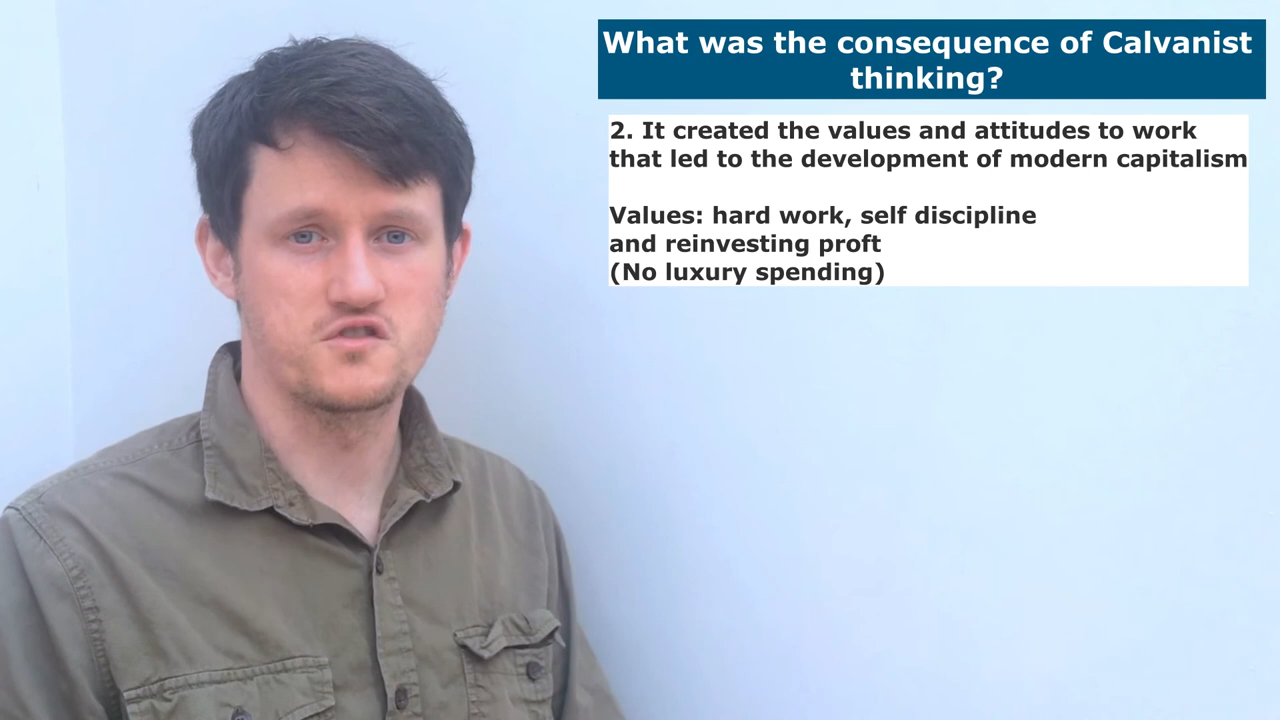 What was the consequence of Calvanist
thinking?
2. It created the values and attitudes to work
that led to the development of modern capitalism
Values: hard work, self discipline
and reinvesting proft
(No luxury spending)